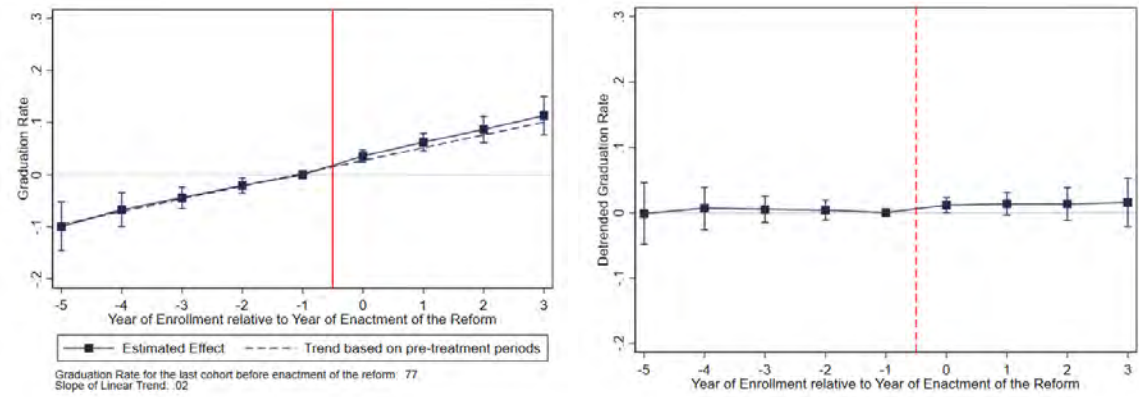 Graduation Rate
.3
.2
.1
0
-.1
-.2
-5 -4 -3 -2 -1 0 1 2 3
Year of Enrollment relative to Year of Enactment of the Reform
Estimated Effect Trend based on pre-treatment periods
Graduation Rate for the last cohort before enactment of the reform: 77
Slope of Linear Trend: .02
Detrended Graduation Rate
.3
.2
.1
0
-.1
-.2
-5 -4 -3 -2 -1 0 1 2 3
Year of Enrollment relative to Year of Enactment of the Reform